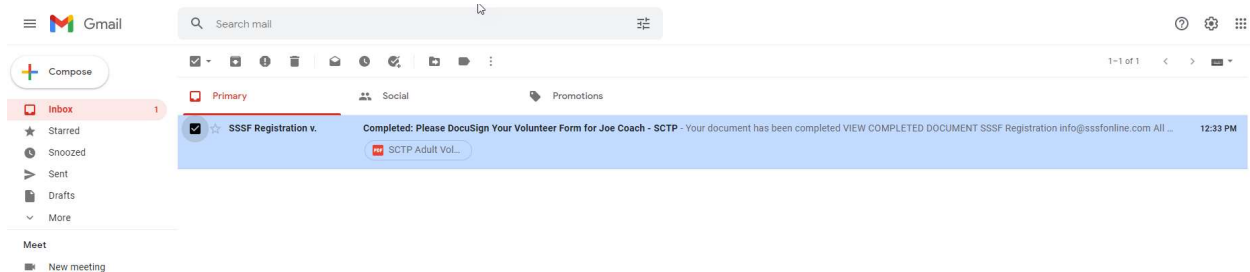 Gmail
Search mail
Compose
1–1 of 1
Primary
Social
Promotions
Inbox 1
SSSF Registration v. Completed: Please DocuSign Your Volunteer Form for Joe Coach - SCTP - Your document has been completed VIEW COMPLETED DOCUMENT SSSF Registration info@sssfonline.com All ... 12:33 PM
Starred
Snoozed
PDF SCTP Adult Vol...
Sent
Drafts
More
Meet
New meeting